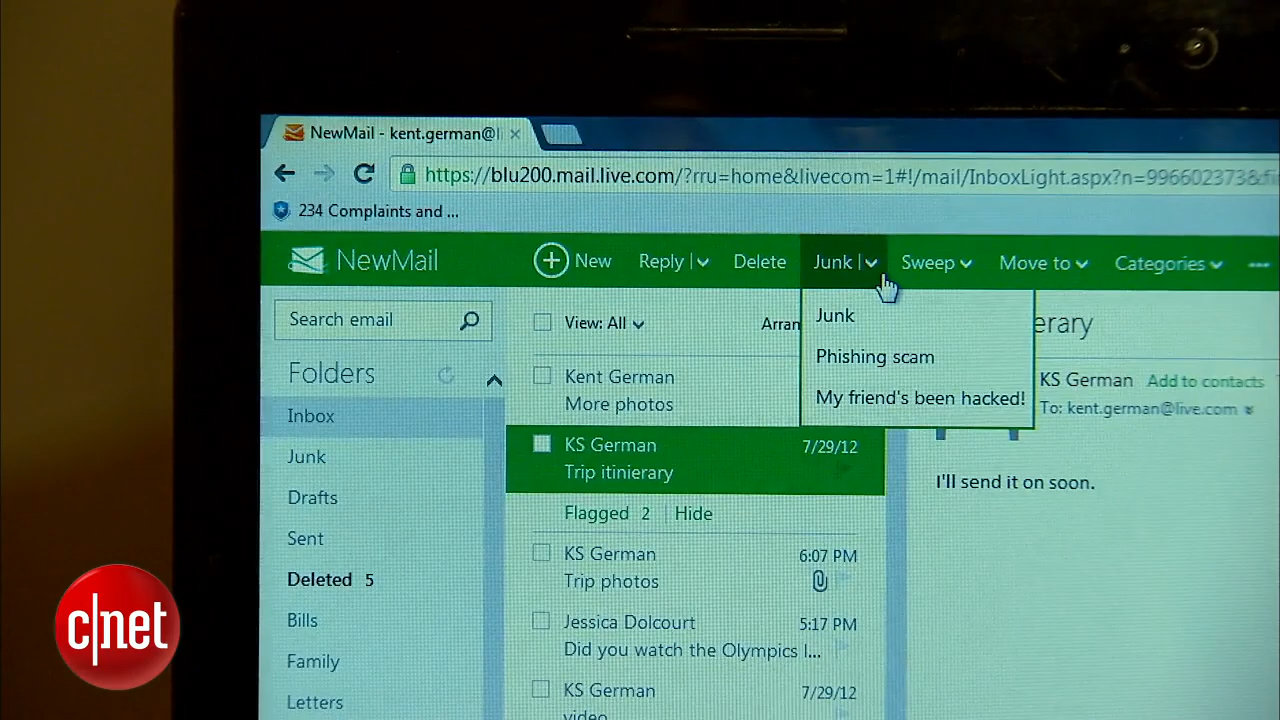 NewMail - kent.german@l
https://blu200.mail.live.com/?rru=home&livecom=1#!/mail/InboxLight.aspx?n=996602373&fi
234 Complaints and ...
NewMail
New
Reply
Delete
Junk
Sweep
Move to
Categories
...
Search email
Folders
Inbox
Junk
Drafts
Sent
Deleted 5
Bills
Family
Letters
View: All
Arran
Kent German
More photos
KS German 7/29/12
Trip itinierary
Flagged 2 | Hide
KS German 6:07 PM
Trip photos
Jessica Dolcourt 5:17 PM
Did you watch the Olympics l...
KS German 7/29/12
video
Junk
Phishing scam
My friend's been hacked!
erary
KS German Add to contacts
To: kent.german@live.com
I'll send it on soon.
c|net